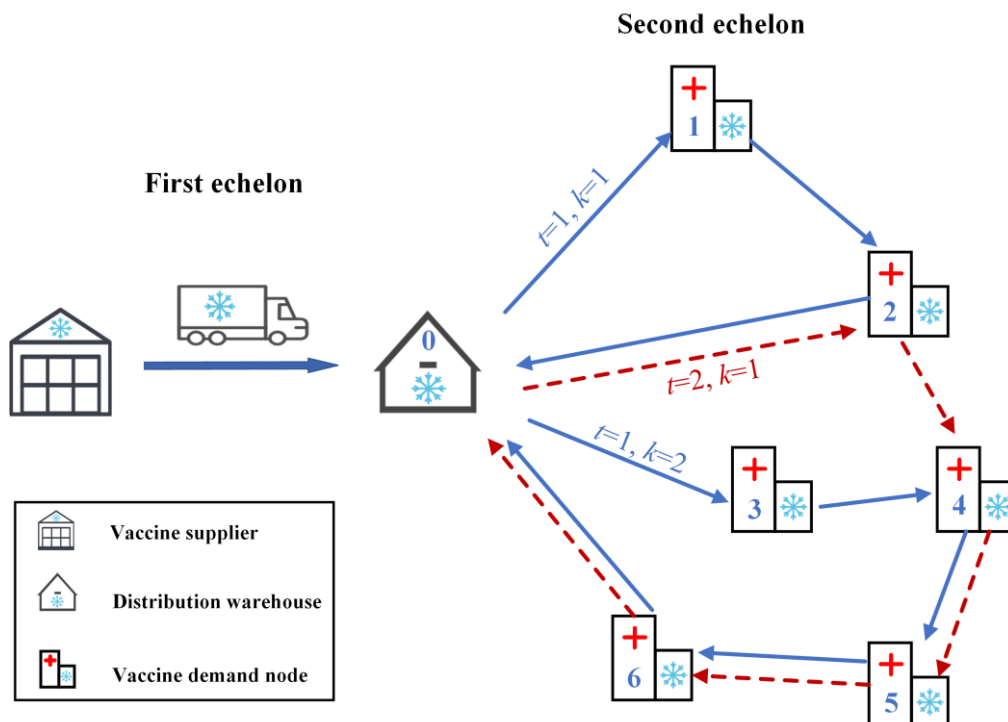 Second echelon
First echelon
1
t=1, k=1
2
0
t=2, k=1
t=1, k=2
3
4
5
6
Vaccine supplier
Distribution warehouse
Vaccine demand node